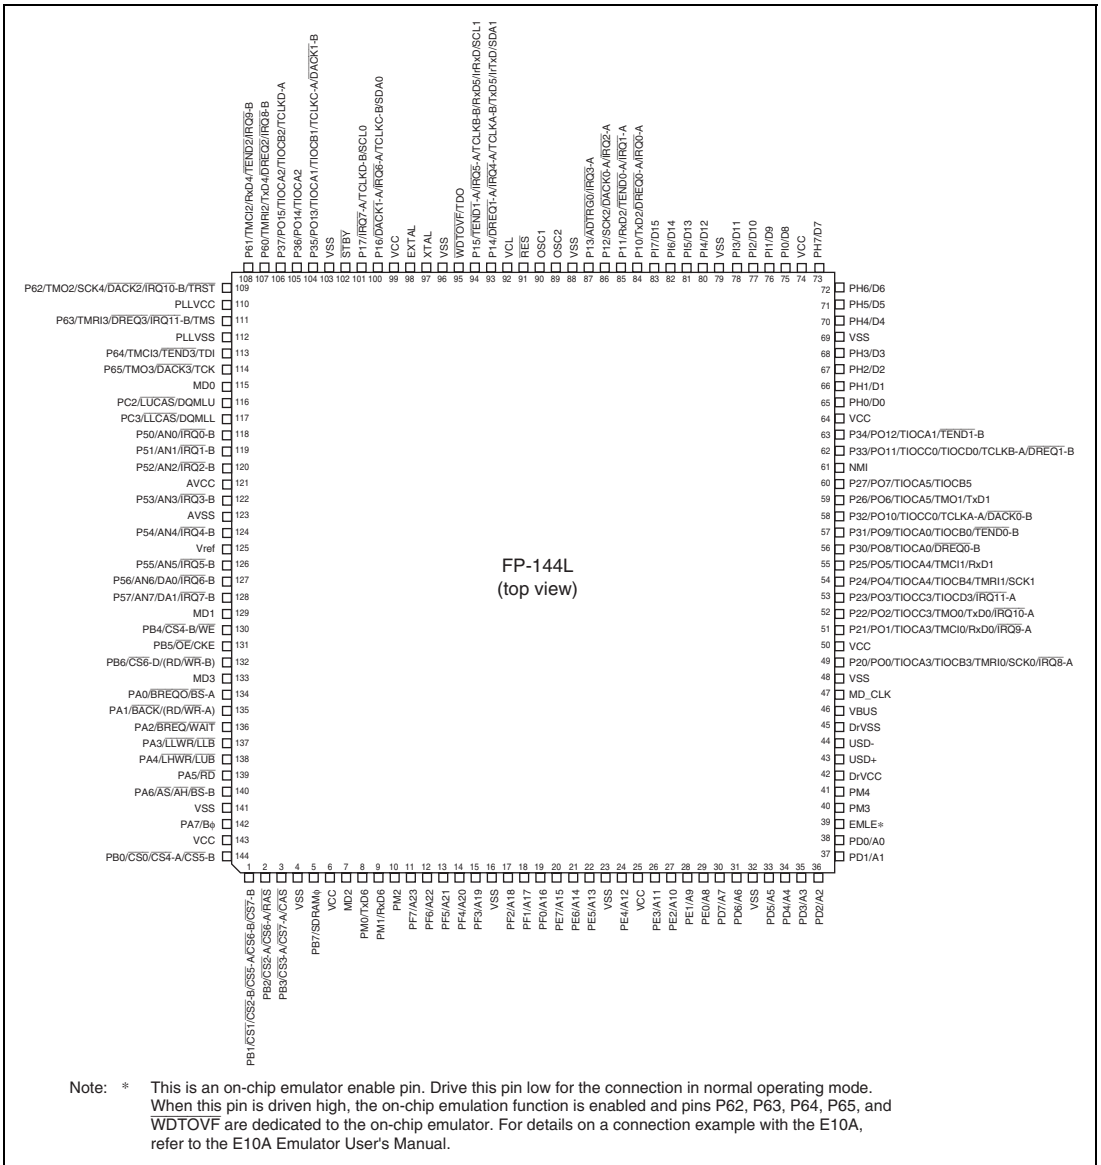 P61/TMCI2/RxD4/TEND2/IRQ9-B
P60/TMRI2/TxD4/DREQ2/IRQ8-B
P37/PO15/TIOCA2/TIOCB2/TCLKD-A
P36/PO14/TIOCA2
P35/PO13/TIOCA1/TIOCB1/TCLKC-A/DACK1-B
VSS
STBY
P17/IRQ7-A/TCLKD-B/SCL0
P16/DACK1-A/IRQ6-A/TCLKC-B/SDA0
VCC
EXTAL
XTAL
VSS
WDTOVF/TDO
P15/TEND1-A/IRQ5-A/TCLKB-B/RxD5/IrRxD/SCL1
P14/DREQ1-A/IRQ4-A/TCLKA-B/TxD5/IrTxD/SDA1
VCL
RES
OSC1
OSC2
VSS
P13/ADTRG0/IRQ3-A
P12/SCK2/DACK0-A/IRQ2-A
P11/RxD2/TEND0-A/IRQ1-A
P10/TxD2/DREQ0-A/IRQ0-A
PI7/D15
PI6/D14
PI5/D13
PI4/D12
VSS
PI3/D11
PI2/D10
PI1/D9
PI0/D8
VCC
PH7/D7
108 107 106 105 104 103 102 101 100 99 98 97 96 95 94 93 92 91 90 89 88 87 86 85 84 83 82 81 80 79 78 77 76 75 74 73
P62/TMO2/SCK4/DACK2/IRQ10-B/TRST 109
PLLVCC 110
P63/TMRI3/DREQ3/IRQ11-B/TMS 111
PLLVSS 112
P64/TMCI3/TEND3/TDI 113
P65/TMO3/DACK3/TCK 114
MD0 115
PC2/LUCAS/DQMLU 116
PC3/LLCAS/DQMLL 117
P50/AN0/IRQ0-B 118
P51/AN1/IRQ1-B 119
P52/AN2/IRQ2-B 120
AVCC 121
P53/AN3/IRQ3-B 122
AVSS 123
P54/AN4/IRQ4-B 124
Vref 125
P55/AN5/IRQ5-B 126
P56/AN6/DA0/IRQ6-B 127
P57/AN7/DA1/IRQ7-B 128
MD1 129
PB4/CS4-B/WE 130
PB5/OE/CKE 131
PB6/CS6-D/(RD/WR-B) 132
MD3 133
PA0/BREQO/BS-A 134
PA1/BACK/(RD/WR-A) 135
PA2/BREQ/WAIT 136
PA3/LLWR/LLB 137
PA4/LHWR/LUB 138
PA5/RD 139
PA6/AS/AH/BS-B 140
VSS 141
PA7/Bϕ 142
VCC 143
PB0/CS0/CS4-A/CS5-B 144
FP-144L
(top view)
72 PH6/D6
71 PH5/D5
70 PH4/D4
69 VSS
68 PH3/D3
67 PH2/D2
66 PH1/D1
65 PH0/D0
64 VCC
63 P34/PO12/TIOCA1/TEND1-B
62 P33/PO11/TIOCC0/TIOCD0/TCLKB-A/DREQ1-B
61 NMI
60 P27/PO7/TIOCA5/TIOCB5
59 P26/PO6/TIOCA5/TMO1/TxD1
58 P32/PO10/TIOCC0/TCLKA-A/DACK0-B
57 P31/PO9/TIOCA0/TIOCB0/TEND0-B
56 P30/PO8/TIOCA0/DREQ0-B
55 P25/PO5/TIOCA4/TMCI1/RxD1
54 P24/PO4/TIOCA4/TIOCB4/TMRI1/SCK1
53 P23/PO3/TIOCC3/TIOCD3/IRQ11-A
52 P22/PO2/TIOCC3/TMO0/TxD0/IRQ10-A
51 P21/PO1/TIOCA3/TMCI0/RxD0/IRQ9-A
50 VCC
49 P20/PO0/TIOCA3/TIOCB3/TMRI0/SCK0/IRQ8-A
48 VSS
47 MD_CLK
46 VBUS
45 DrVSS
44 USD-
43 USD+
42 DrVCC
41 PM4
40 PM3
39 EMLE*
38 PD0/A0
37 PD1/A1
1 2 3 4 5 6 7 8 9 10 11 12 13 14 15 16 17 18 19 20 21 22 23 24 25 26 27 28 29 30 31 32 33 34 35 36
PB1/CS1/CS2-B/CS5-A/CS6-B/CS7-B
PB2/CS2-A/CS6-A/RAS
PB3/CS3-A/CS7-A/CAS
VSS
PB7/SDRAMϕ
VCC
MD2
PM0/TxD6
PM1/RxD6
PM2
PF7/A23
PF6/A22
PF5/A21
PF4/A20
PF3/A19
VSS
PF2/A18
PF1/A17
PF0/A16
PE7/A15
PE6/A14
PE5/A13
VSS
PE4/A12
VCC
PE3/A11
PE2/A10
PE1/A9
PE0/A8
PD7/A7
PD6/A6
VSS
PD5/A5
PD4/A4
PD3/A3
PD2/A2
Note: * This is an on-chip emulator enable pin. Drive this pin low for the connection in normal operating mode.
When this pin is driven high, the on-chip emulation function is enabled and pins P62, P63, P64, P65, and
WDTOVF are dedicated to the on-chip emulator. For details on a connection example with the E10A,
refer to the E10A Emulator User's Manual.